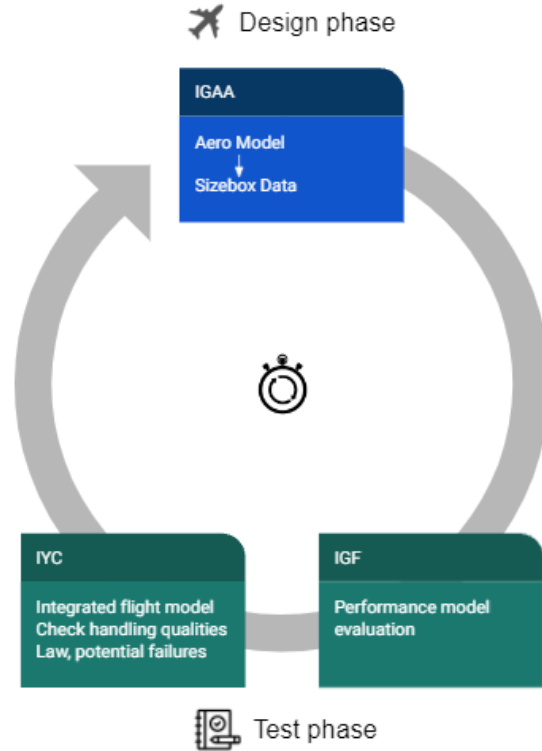 Design phase
IGAA
Aero Model
Sizebox Data
IYC
Integrated flight model
Check handling qualities
Law, potential failures
IGF
Performance model
evaluation
Test phase